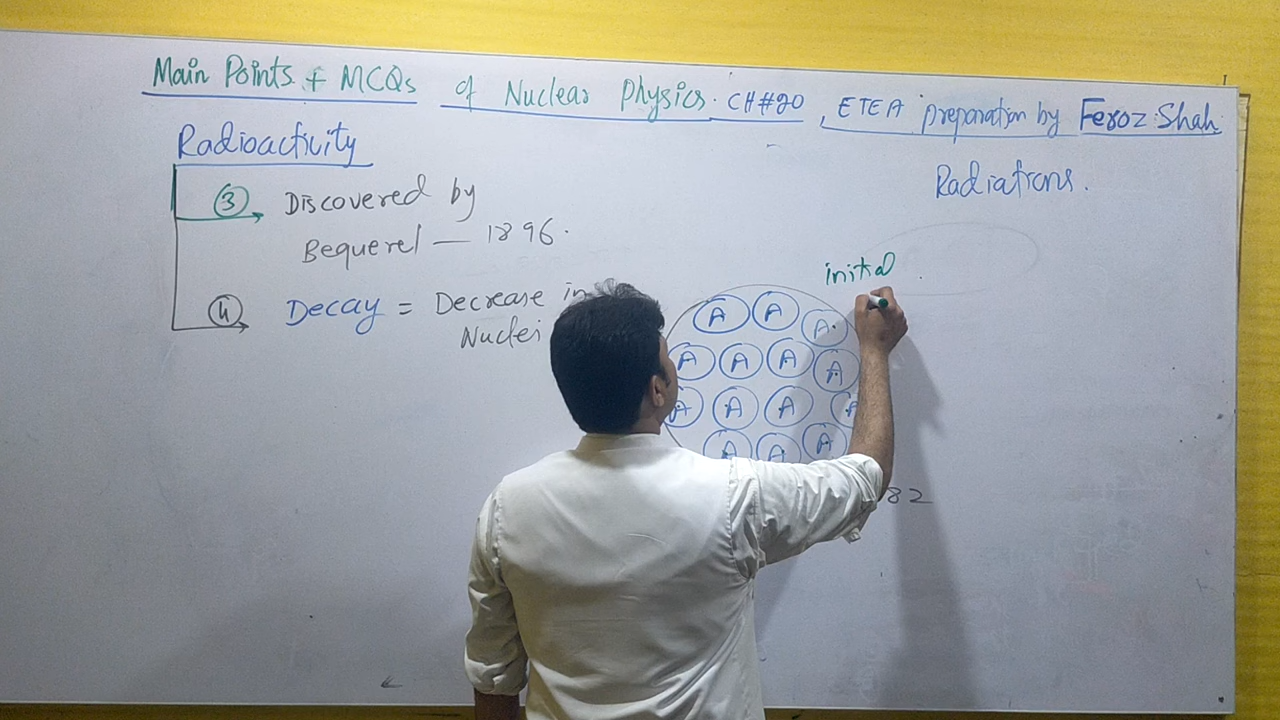 Main Points + MCQs of Nuclear Physics. CH#20, ETEA preparation by Feroz Shah
Radioactivity
3 Discovered by
Bequerel — 1896.
4 Decay = Decrease in
Nuclei
Radiations.
initial
A A A
A A A A
A A A A
A A A
82